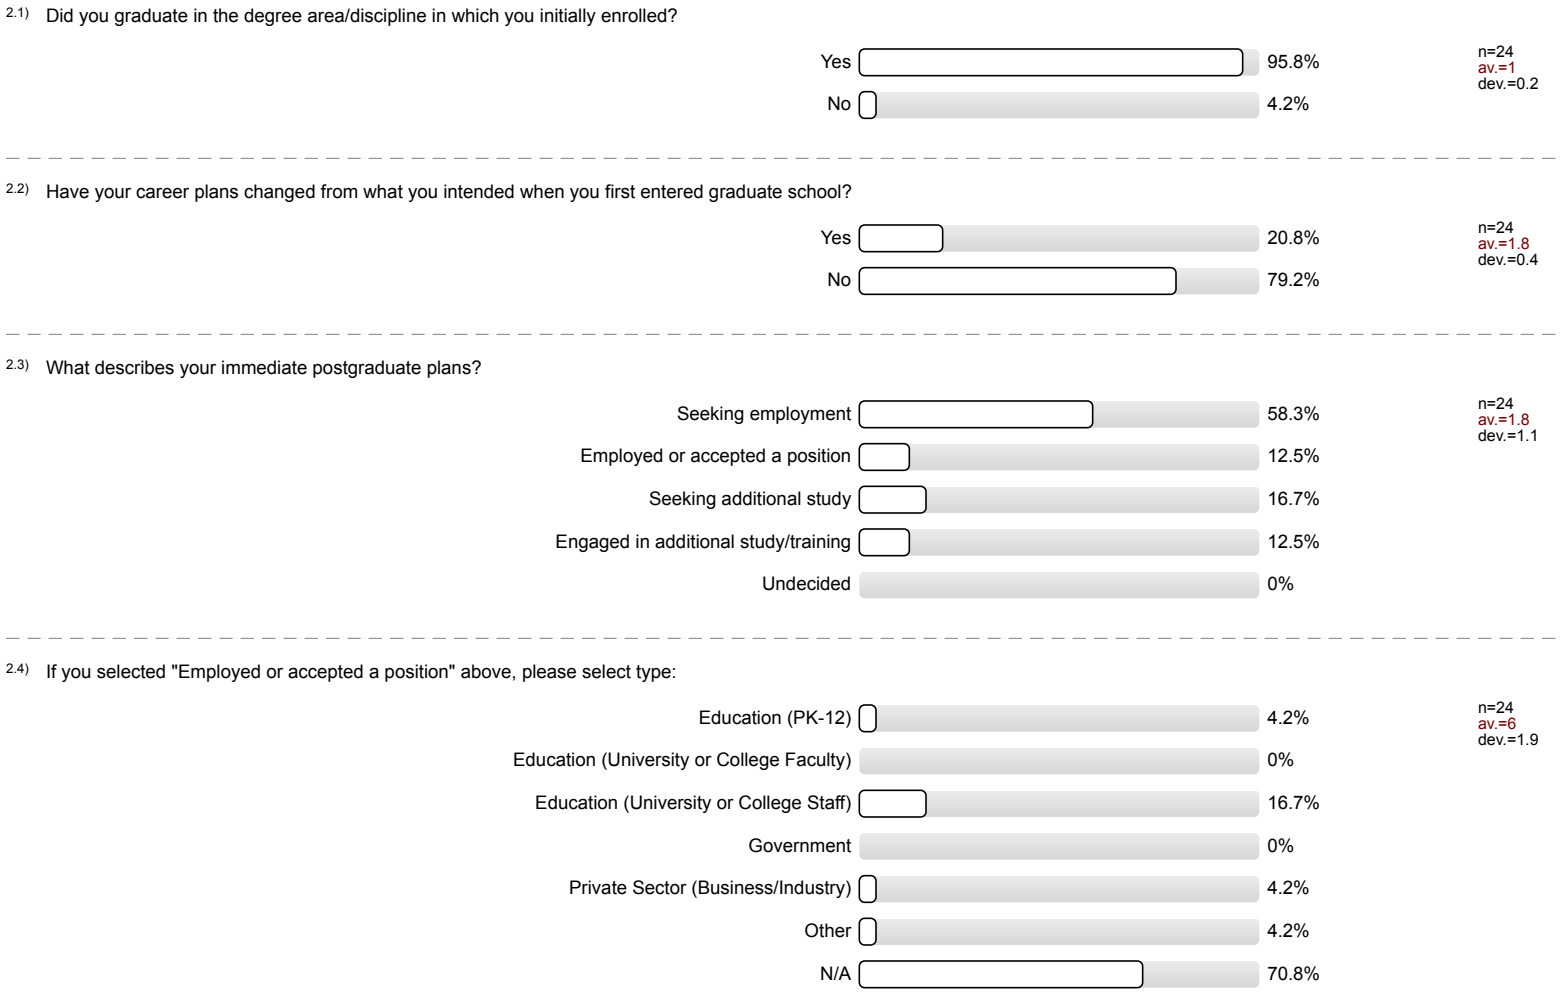 2.1) Did you graduate in the degree area/discipline in which you initially enrolled?
Yes 95.8%
No 4.2%
n=24
av.=1
dev.=0.2
2.2) Have your career plans changed from what you intended when you first entered graduate school?
Yes 20.8%
No 79.2%
n=24
av.=1.8
dev.=0.4
2.3) What describes your immediate postgraduate plans?
Seeking employment 58.3%
Employed or accepted a position 12.5%
Seeking additional study 16.7%
Engaged in additional study/training 12.5%
Undecided 0%
n=24
av.=1.8
dev.=1.1
2.4) If you selected "Employed or accepted a position" above, please select type:
Education (PK-12) 4.2%
Education (University or College Faculty) 0%
Education (University or College Staff) 16.7%
Government 0%
Private Sector (Business/Industry) 4.2%
Other 4.2%
N/A 70.8%
n=24
av.=6
dev.=1.9